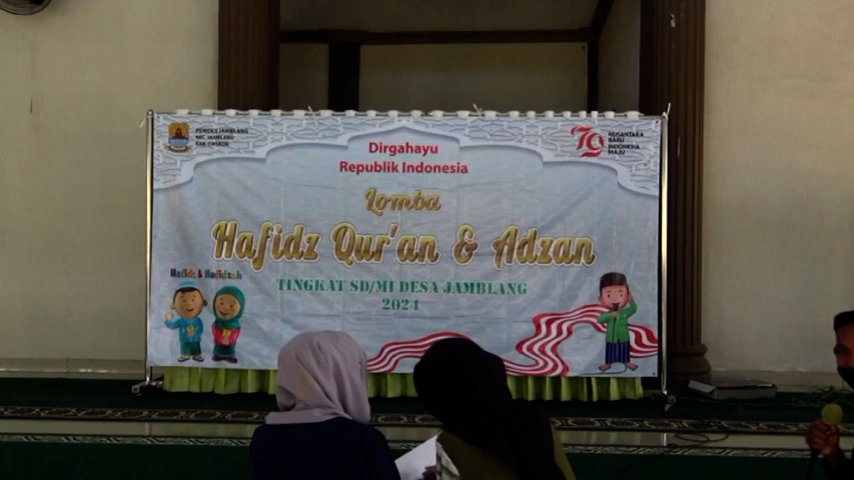 PEMDES JAMBLANG
KEC. JAMBLANG
KAB. CIREBON
79
NUSANTARA
BARU
INDONESIA
MAJU
Dirgahayu
Republik Indonesia
Lomba
Hafidz Qur'an & Adzan
TINGKAT SD/MI DESA JAMBLANG
2024
Hafidz & Hafidzah